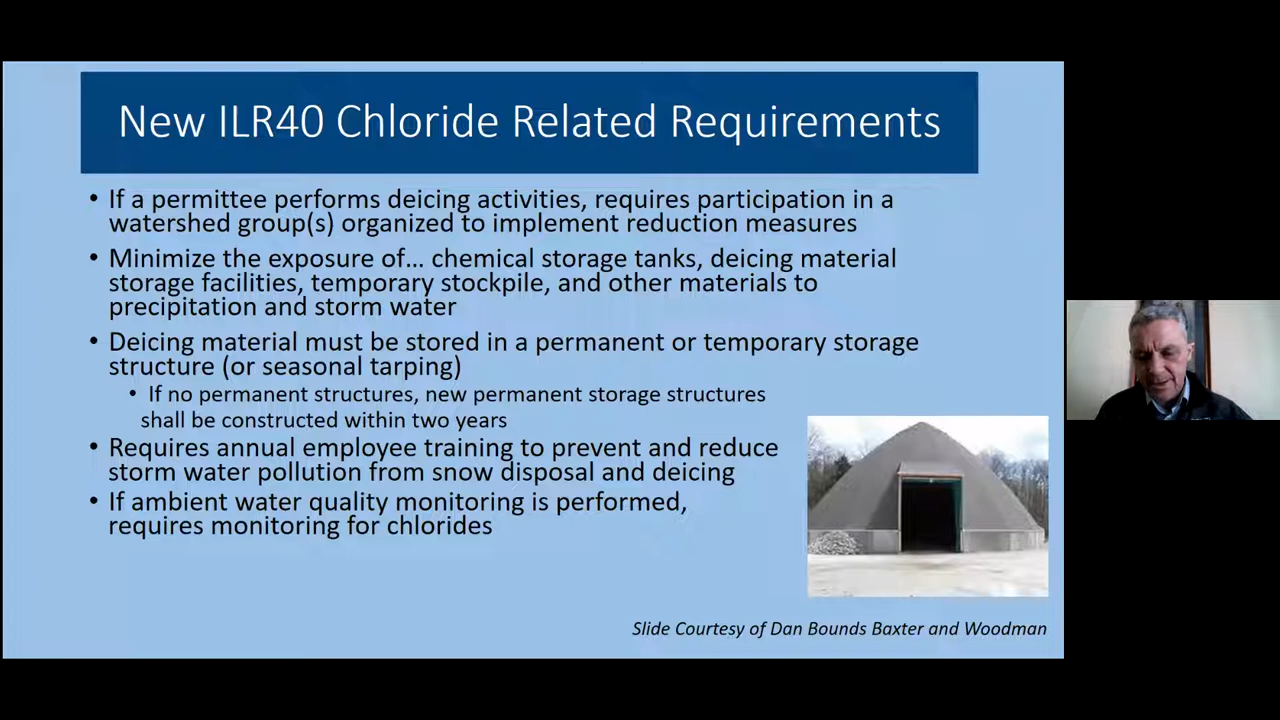 New ILR40 Chloride Related Requirements
• If a permittee performs deicing activities, requires participation in a
watershed group(s) organized to implement reduction measures
• Minimize the exposure of... chemical storage tanks, deicing material
storage facilities, temporary stockpile, and other materials to
precipitation and storm water
• Deicing material must be stored in a permanent or temporary storage
structure (or seasonal tarping)
• If no permanent structures, new permanent storage structures
shall be constructed within two years
• Requires annual employee training to prevent and reduce
storm water pollution from snow disposal and deicing
• If ambient water quality monitoring is performed,
requires monitoring for chlorides
Slide Courtesy of Dan Bounds Baxter and Woodman